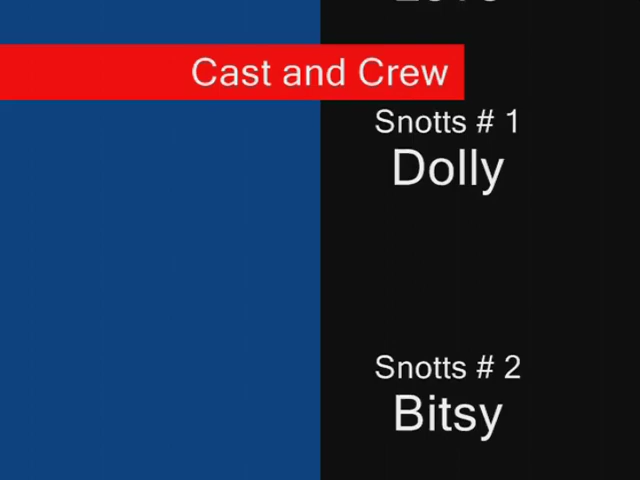 Cast and Crew
Snotts # 1
Dolly
Snotts # 2
Bitsy